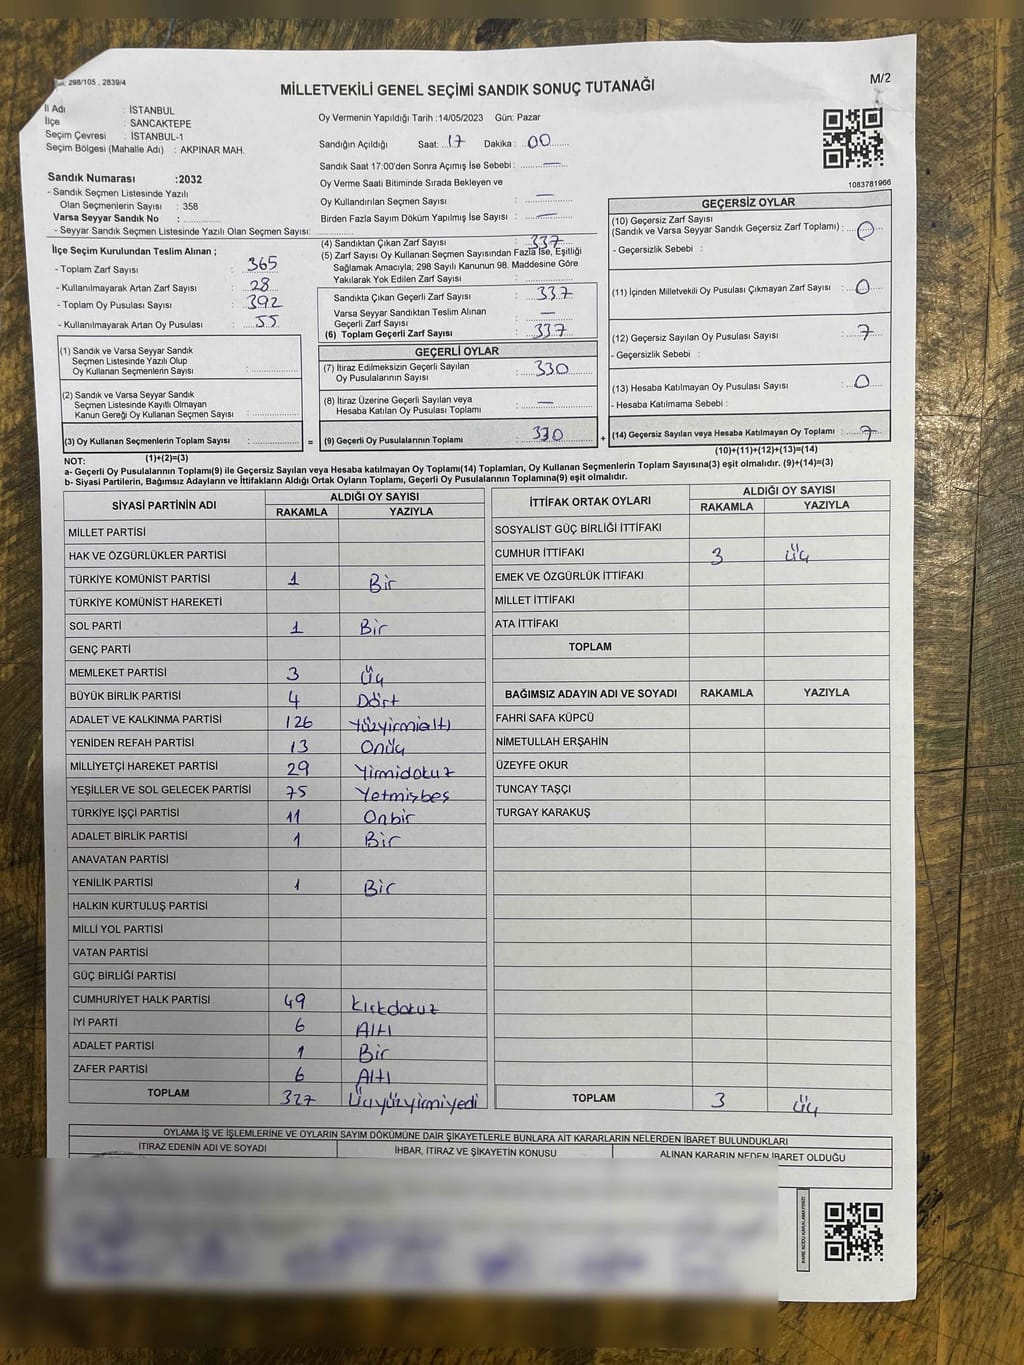 298/105 , 2839/4
MİLLETVEKİLİ GENEL SEÇİMİ SANDIK SONUÇ TUTANAĞI
M/2
İl Adı : İSTANBUL
İlçe : SANCAKTEPE
Seçim Çevresi : İSTANBUL-1
Seçim Bölgesi (Mahalle Adı) : AKPINAR MAH.
Oy Vermenin Yapıldığı Tarih :14/05/2023 Gün: Pazar
Sandığın Açıldığı Saat: 17 Dakika : 00
Sandık Saat 17:00'den Sonra Açımış İse Sebebi : —
Oy Verme Saati Bitiminde Sırada Bekleyen ve
Oy Kullandırılan Seçmen Sayısı : —
Birden Fazla Sayım Döküm Yapılmış İse Sayısı : —
1083781966
Sandık Numarası :2032
- Sandık Seçmen Listesinde Yazılı
Olan Seçmenlerin Sayısı : 358
Varsa Seyyar Sandık No :
- Seyyar Sandık Seçmen Listesinde Yazılı Olan Seçmen Sayısı:
İlçe Seçim Kurulundan Teslim Alınan ;
- Toplam Zarf Sayısı : 365
- Kullanılmayarak Artan Zarf Sayısı : 28
- Toplam Oy Pusulası Sayısı : 392
- Kullanılmayarak Artan Oy Pusulası : 55
(4) Sandıktan Çıkan Zarf Sayısı : 337
(5) Zarf Sayısı Oy Kullanan Seçmen Sayısından Fazla İse, Eşitliği
Sağlamak Amacıyla; 298 Sayılı Kanunun 98. Maddesine Göre
Yakılarak Yok Edilen Zarf Sayısı :
Sandıkta Çıkan Geçerli Zarf Sayısı : 337
Varsa Seyyar Sandıktan Teslim Alınan
Geçerli Zarf Sayısı : —
(6) Toplam Geçerli Zarf Sayısı : 337
GEÇERSİZ OYLAR
(10) Geçersiz Zarf Sayısı
(Sandık ve Varsa Seyyar Sandık Geçersiz Zarf Toplamı) : 0
- Geçersizlik Sebebi :
(11) İçinden Milletvekili Oy Pusulası Çıkmayan Zarf Sayısı : 0
(12) Geçersiz Sayılan Oy Pusulası Sayısı : 7
- Geçersizlik Sebebi :
(13) Hesaba Katılmayan Oy Pusulası Sayısı : 0
- Hesaba Katılmama Sebebi :
(14) Geçersiz Sayılan veya Hesaba Katılmayan Oy Toplamı : 7
(10)+(11)+(12)+(13)=(14)
(1) Sandık ve Varsa Seyyar Sandık
Seçmen Listesinde Yazılı Olup
Oy Kullanan Seçmenlerin Sayısı :
(2) Sandık ve Varsa Seyyar Sandık
Seçmen Listesinde Kayıtlı Olmayan
Kanun Gereği Oy Kullanan Seçmen Sayısı :
(3) Oy Kullanan Seçmenlerin Toplam Sayısı :
(1)+(2)=(3)
=
GEÇERLİ OYLAR
(7) İtiraz Edilmeksizin Geçerli Sayılan
Oy Pusulalarının Sayısı : 330
(8) İtiraz Üzerine Geçerli Sayılan veya
Hesaba Katılan Oy Pusulası Toplamı : —
(9) Geçerli Oy Pusulalarının Toplamı : 330
+
NOT:
a- Geçerli Oy Pusulalarının Toplamı(9) ile Geçersiz Sayılan veya Hesaba katılmayan Oy Toplamı(14) Toplamları, Oy Kullanan Seçmenlerin Toplam Sayısına(3) eşit olmalıdır. (9)+(14)=(3)
b- Siyasi Partilerin, Bağımsız Adayların ve İttifakların Aldığı Ortak Oyların Toplamı, Geçerli Oy Pusulalarının Toplamına(9) eşit olmalıdır.
SİYASİ PARTİNİN ADI ALDIĞI OY SAYISI
RAKAMLA YAZIYLA
MİLLET PARTİSİ
HAK VE ÖZGÜRLÜKLER PARTİSİ
TÜRKİYE KOMÜNİST PARTİSİ 1 Bir
TÜRKİYE KOMÜNİST HAREKETİ
SOL PARTİ 1 Bir
GENÇ PARTİ
MEMLEKET PARTİSİ 3 Üç
BÜYÜK BİRLİK PARTİSİ 4 Dört
ADALET VE KALKINMA PARTİSİ 126 Yüzyirmialtı
YENİDEN REFAH PARTİSİ 13 Onüç
MİLLİYETÇİ HAREKET PARTİSİ 29 Yirmidokuz
YEŞİLLER VE SOL GELECEK PARTİSİ 75 Yetmişbeş
TÜRKİYE İŞÇİ PARTİSİ 11 Onbir
ADALET BİRLİK PARTİSİ 1 Bir
ANAVATAN PARTİSİ
YENİLİK PARTİSİ 1 Bir
HALKIN KURTULUŞ PARTİSİ
MİLLİ YOL PARTİSİ
VATAN PARTİSİ
GÜÇ BİRLİĞİ PARTİSİ
CUMHURİYET HALK PARTİSİ 49 Kırkdokuz
İYİ PARTİ 6 Altı
ADALET PARTİSİ 1 Bir
ZAFER PARTİSİ 6 Altı
TOPLAM 327 Üçyüzyirmiyedi
İTTİFAK ORTAK OYLARI ALDIĞI OY SAYISI
RAKAMLA YAZIYLA
SOSYALİST GÜÇ BİRLİĞİ İTTİFAKI
CUMHUR İTTİFAKI 3 üç
EMEK VE ÖZGÜRLÜK İTTİFAKI
MİLLET İTTİFAKI
ATA İTTİFAKI
TOPLAM
BAĞIMSIZ ADAYIN ADI VE SOYADI RAKAMLA YAZIYLA
FAHRİ SAFA KÜPCÜ
NİMETULLAH ERŞAHİN
ÜZEYFE OKUR
TUNCAY TAŞÇI
TURGAY KARAKUŞ
TOPLAM 3 üç
OYLAMA İŞ VE İŞLEMLERİNE VE OYLARIN SAYIM DÖKÜMÜNE DAİR ŞİKAYETLERLE BUNLARA AİT KARARLARIN NELERDEN İBARET BULUNDUKLARI
İTİRAZ EDENİN ADI VE SOYADI İHBAR, İTİRAZ VE ŞİKAYETİN KONUSU ALINAN KARARIN NEDEN İBARET OLDUĞU